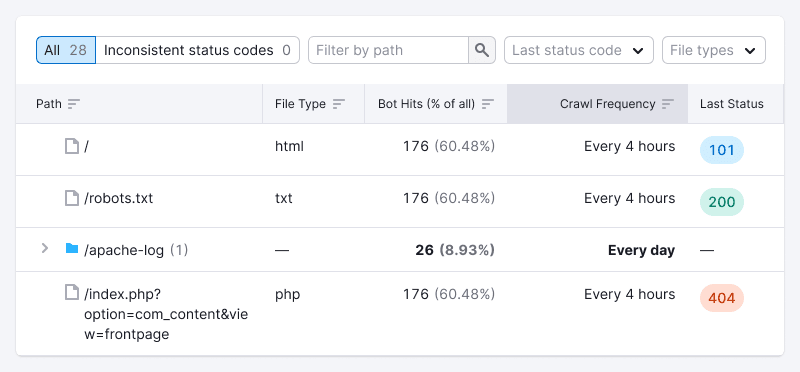 All 28 Inconsistent status codes 0 Filter by path Last status code File types
Path File Type Bot Hits (% of all) Crawl Frequency Last Status
/ html 176 (60.48%) Every 4 hours 101
/robots.txt txt 176 (60.48%) Every 4 hours 200
/apache-log (1) — 26 (8.93%) Every day —
/index.php? php 176 (60.48%) Every 4 hours 404
option=com_content&vie
w=frontpage